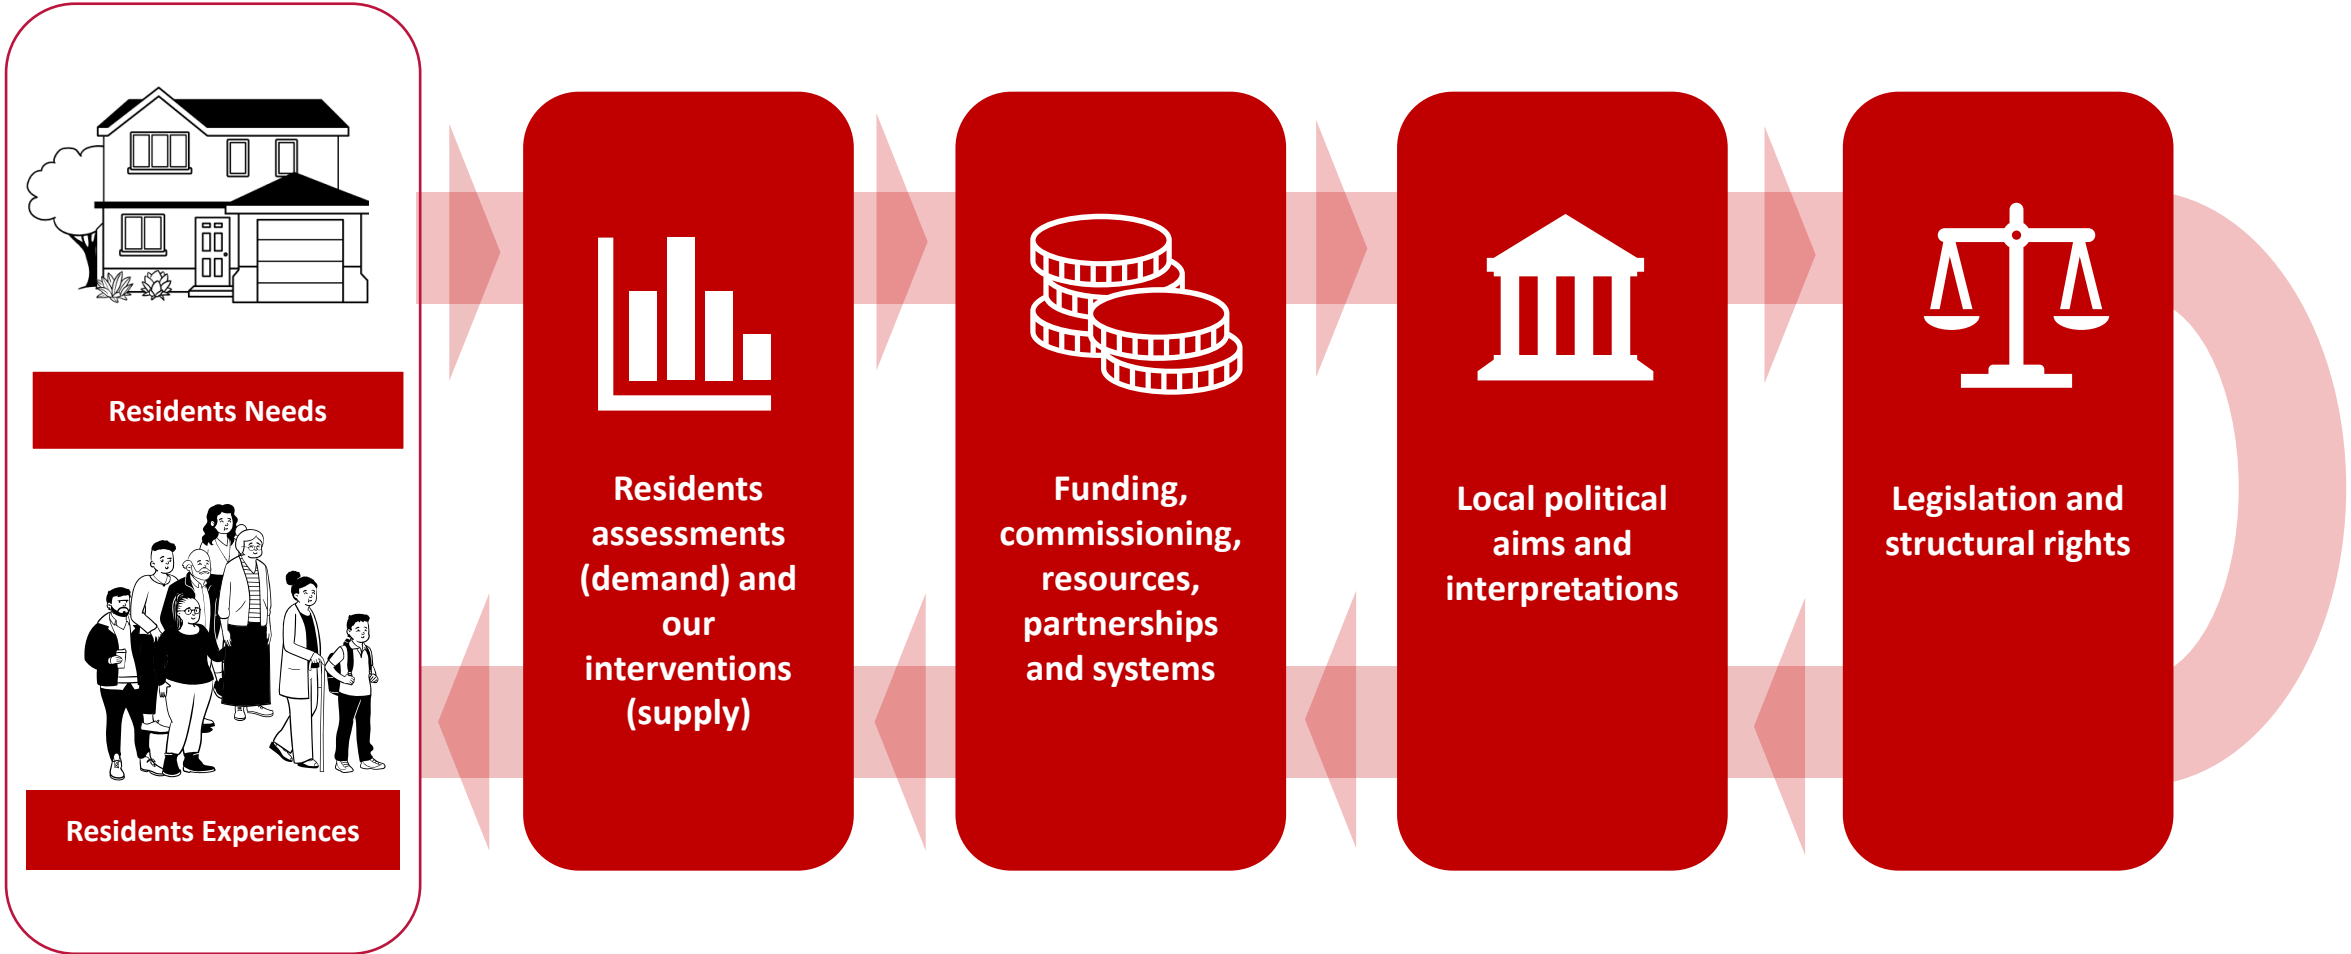 Residents Needs
Residents Experiences
Residents
assessments
(demand) and
our
interventions
(supply)
Funding,
commissioning,
resources,
partnerships
and systems
Local political
aims and
interpretations
Legislation and
structural rights